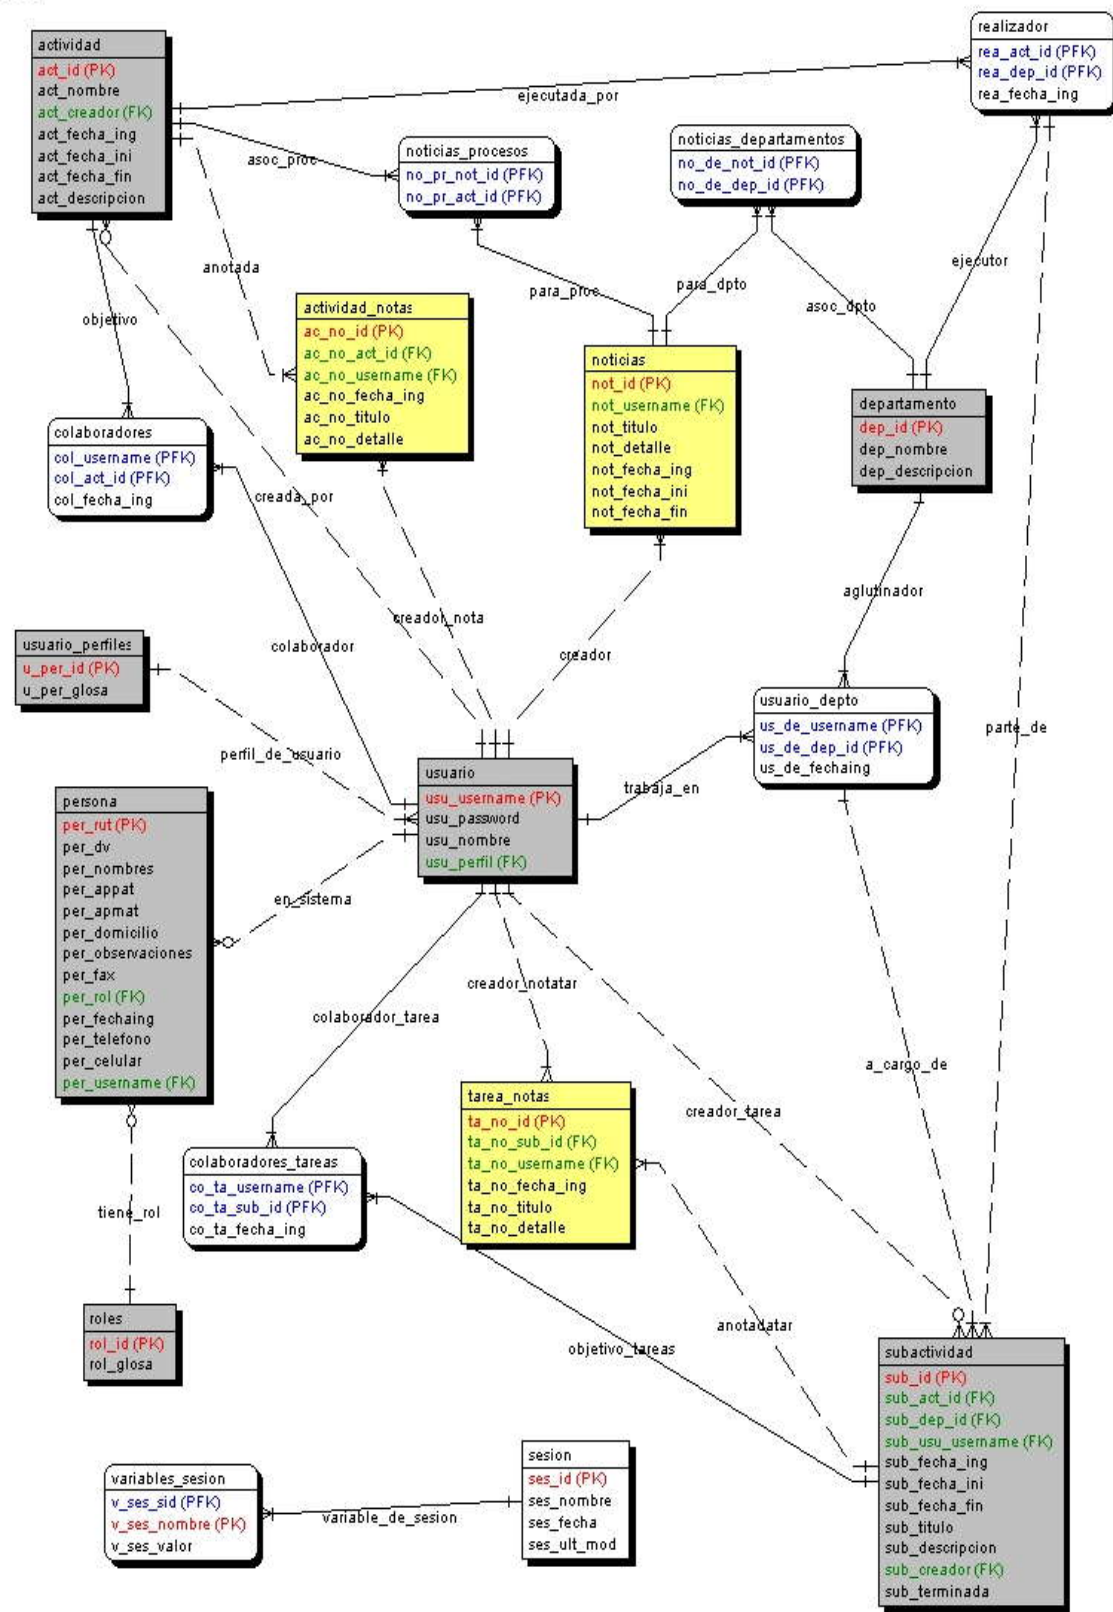 realizador
rea_act_id (PFK)
rea_dep_id (PFK)
rea_fecha_ing
actividad
act_id (PK)
act_nombre
act_creador (FK)
act_fecha_ing
act_fecha_ini
act_fecha_fin
act_descripcion
ejecutada_por
asoc_proc
noticias_procesos
no_pr_not_id (PFK)
no_pr_act_id (PFK)
noticias_departamentos
no_de_not_id (PFK)
no_de_dep_id (PFK)
anotada
para_proc
para_dpto
asoc_dpto
ejecutor
objetivo
actividad_notas
ac_no_id (PK)
ac_no_act_id (FK)
ac_no_username (FK)
ac_no_fecha_ing
ac_no_titulo
ac_no_detalle
noticias
not_id (PK)
not_username (FK)
not_titulo
not_detalle
not_fecha_ing
not_fecha_ini
not_fecha_fin
departamento
dep_id (PK)
dep_nombre
dep_descripcion
colaboradores
col_username (PFK)
col_act_id (PFK)
col_fecha_ing
creada_por
aglutinador
creador_nota
colaborador
creador
usuario_perfiles
u_per_id (PK)
u_per_glosa
usuario_depto
us_de_username (PFK)
us_de_dep_id (PFK)
us_de_fechaing
parte_de
perfil_de_usuario
usuario
usu_username (PK)
usu_password
usu_nombre
usu_perfil (FK)
trabaja_en
persona
per_rut (PK)
per_dv
per_nombres
per_appat
per_apmat
per_domicilio
per_observaciones
per_fax
per_rol (FK)
per_fechaing
per_telefono
per_celular
per_username (FK)
en_sistema
creador_notatar
colaborador_tarea
a_cargo_de
creador_tarea
tarea_notas
ta_no_id (PK)
ta_no_sub_id (FK)
ta_no_username (FK)
ta_no_fecha_ing
ta_no_titulo
ta_no_detalle
colaboradores_tareas
co_ta_username (PFK)
co_ta_sub_id (PFK)
co_ta_fecha_ing
tiene_rol
roles
rol_id (PK)
rol_glosa
anotadatar
objetivo_tareas
subactividad
sub_id (PK)
sub_act_id (FK)
sub_dep_id (FK)
sub_usu_username (FK)
sub_fecha_ing
sub_fecha_ini
sub_fecha_fin
sub_titulo
sub_descripcion
sub_creador (FK)
sub_terminada
variables_sesion
v_ses_sid (PFK)
v_ses_nombre (PK)
v_ses_valor
variable_de_sesion
sesion
ses_id (PK)
ses_nombre
ses_fecha
ses_ult_mod